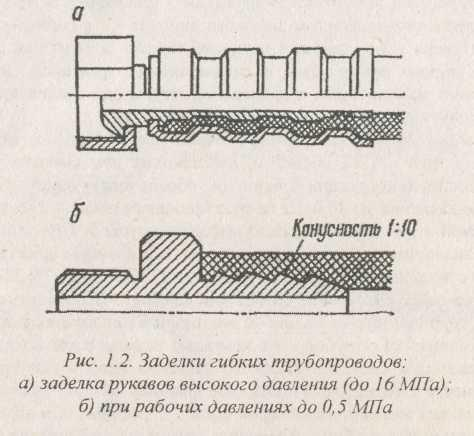 а
б
Конусность 1:10
Рис. 1.2. Заделки гибких трубопроводов:
а) заделка рукавов высокого давления (до 16 МПа);
б) при рабочих давлениях до 0,5 МПа